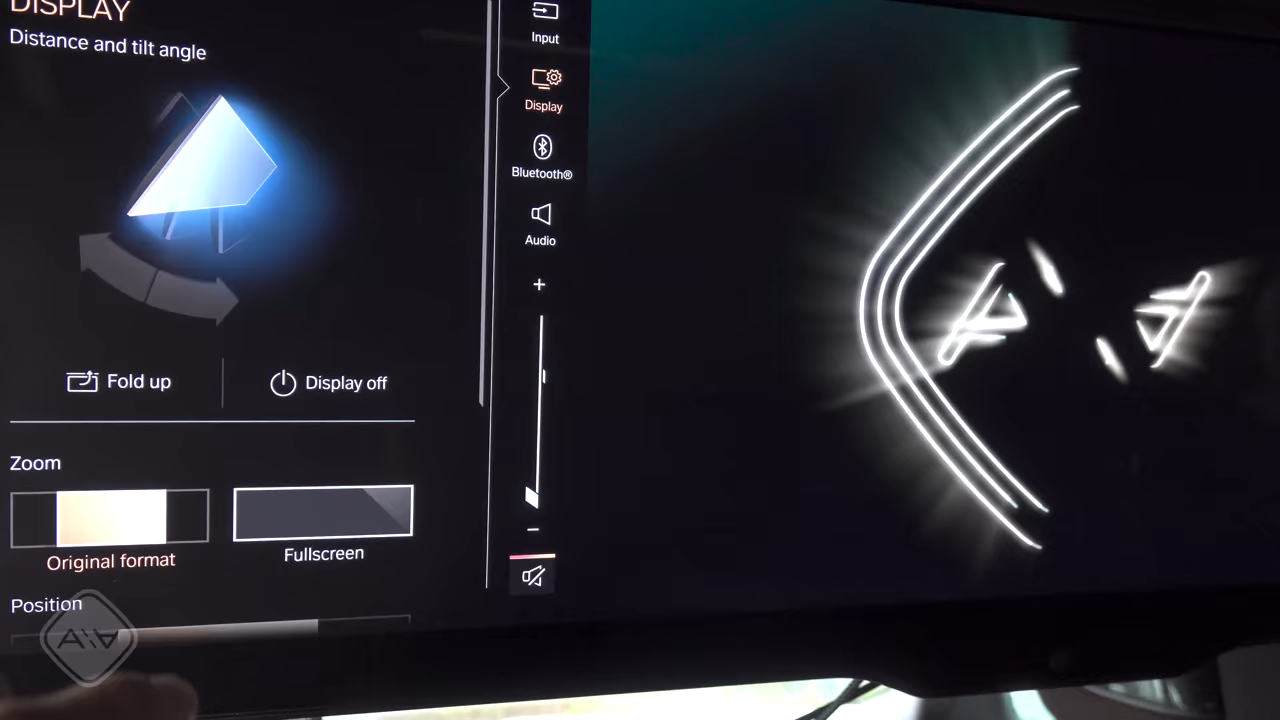 DISPLAY
Distance and tilt angle
Fold up
Display off
Zoom
Original format
Fullscreen
Position
Input
Display
Bluetooth®
Audio
+
−